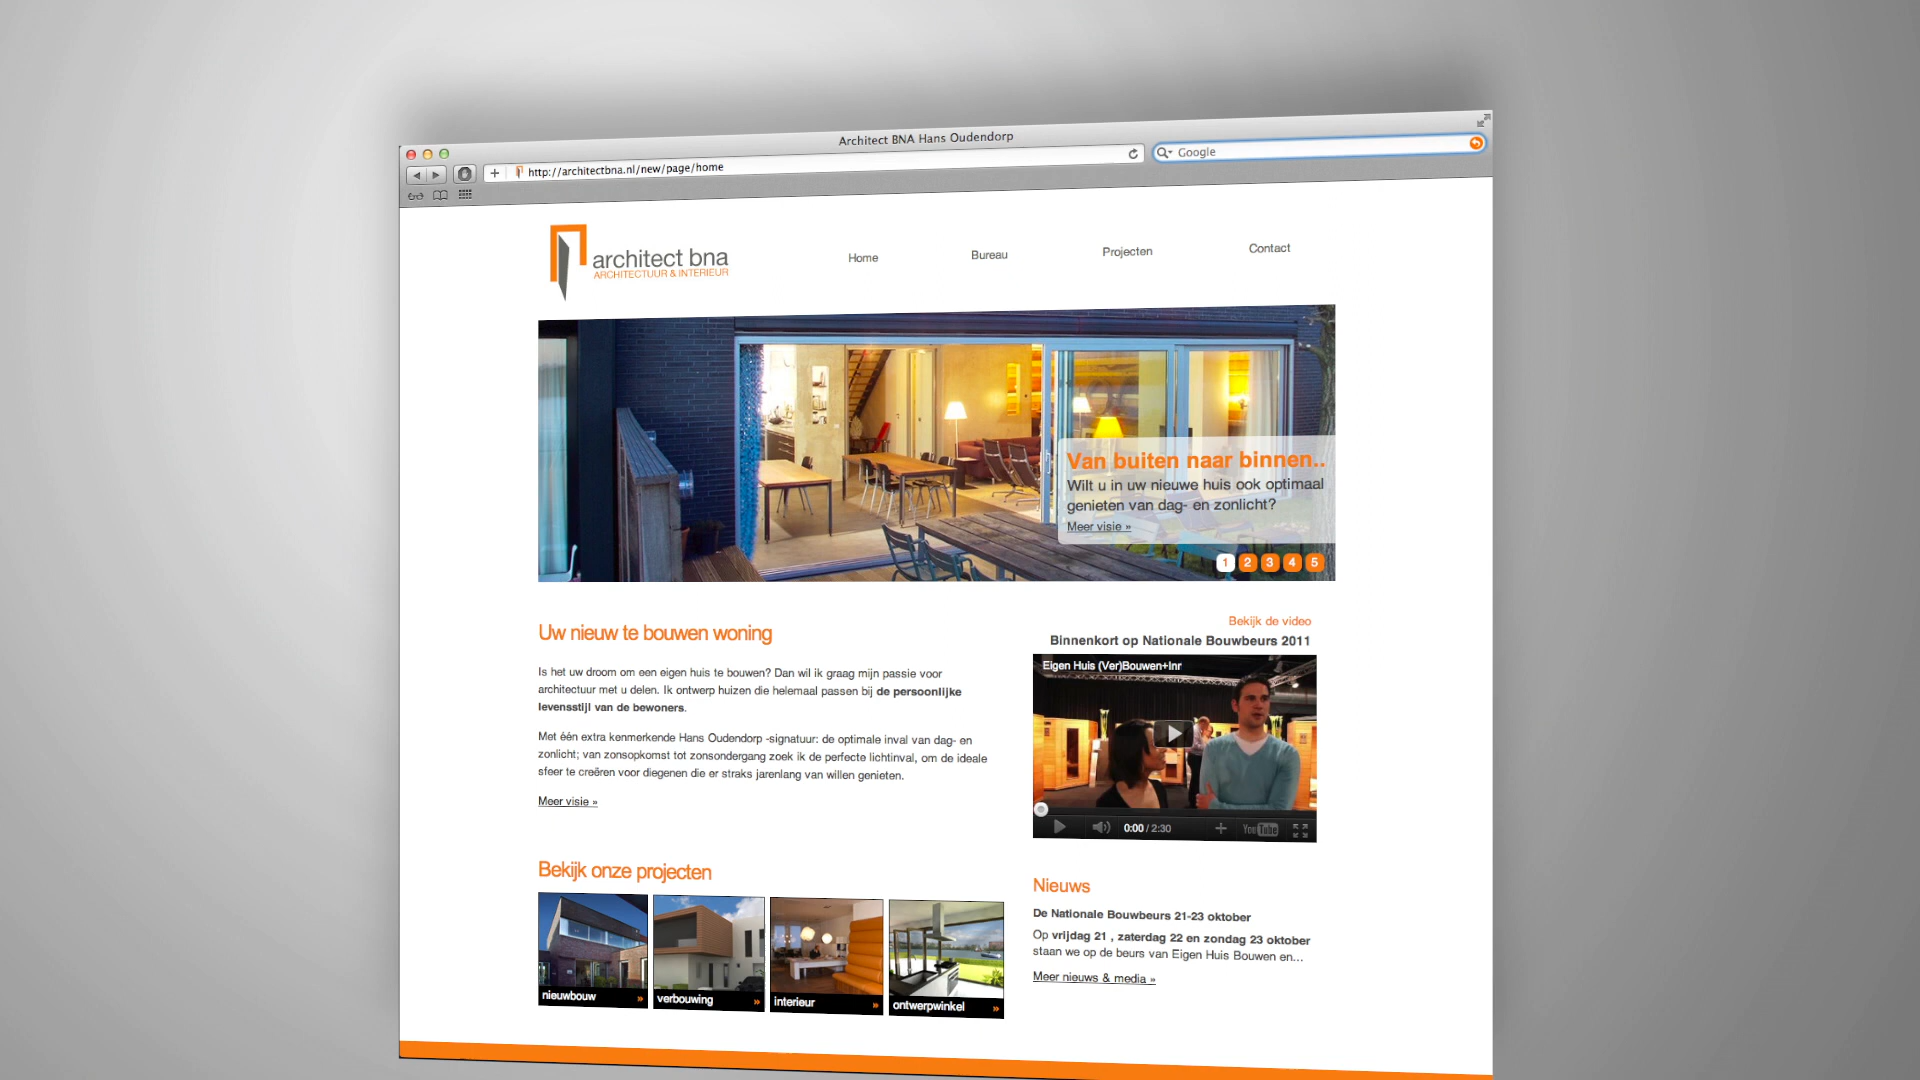 Architect BNA Hans Oudendorp
http://architectbna.nl/new/page/home
Google
architect bna
ARCHITECTUUR & INTERIEUR
Home
Bureau
Projecten
Contact
Van buiten naar binnen..
Wilt u in uw nieuwe huis ook optimaal
genieten van dag- en zonlicht?
Meer visie »
1 2 3 4 5
Uw nieuw te bouwen woning
Is het uw droom om een eigen huis te bouwen? Dan wil ik graag mijn passie voor
architectuur met u delen. Ik ontwerp huizen die helemaal passen bij de persoonlijke
levensstijl van de bewoners.
Met één extra kenmerkende Hans Oudendorp -signatuur: de optimale inval van dag- en
zonlicht; van zonsopkomst tot zonsondergang zoek ik de perfecte lichtinval, om de ideale
sfeer te creëren voor diegenen die er straks jarenlang van willen genieten.
Meer visie »
Bekijk de video
Binnenkort op Nationale Bouwbeurs 2011
Eigen Huis (Ver)Bouwen+Inr
0:00 / 2:30
YouTube
Bekijk onze projecten
nieuwbouw »
verbouwing »
interieur »
ontwerpwinkel »
Nieuws
De Nationale Bouwbeurs 21-23 oktober
Op vrijdag 21 , zaterdag 22 en zondag 23 oktober
staan we op de beurs van Eigen Huis Bouwen en...
Meer nieuws & media »